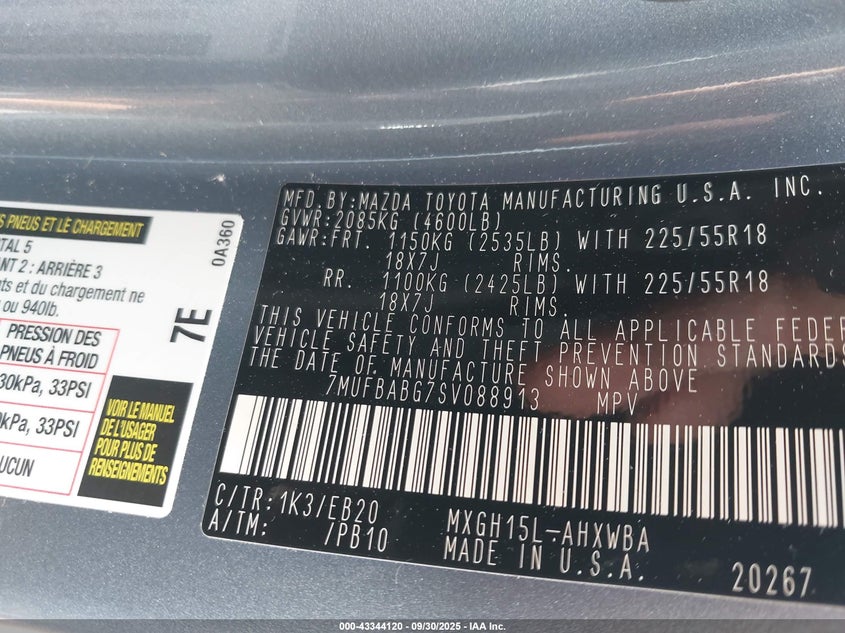 S PNEUS ET LE CHARGEMENT
TAL 5
ANT 2 : ARRIÈRE 3
nts et du chargement ne
ou 940lb.
PRESSION DES
PNEUS À FROID
30kPa, 33PSI
kPa, 33PSI
UCUN
0A360
7E
VOIR LE MANUEL
DE L'USAGER
POUR PLUS DE
RENSEIGNEMENTS
MFD. BY:MAZDA TOYOTA MANUFACTURING U.S.A. INC.
GVWR:2085KG (4600LB)
GAWR:FRT. 1150KG (2535LB) WITH 225/55R18
18X7J RIMS.
RR. 1100KG (2425LB) WITH 225/55R18
18X7J RIMS.
THIS VEHICLE CONFORMS TO ALL APPLICABLE FEDER
VEHICLE SAFETY AND THEFT PREVENTION STANDARDS
THE DATE OF MANUFACTURE SHOWN ABOVE
7MUFBABG7SV088913 MPV
C/TR:1K3/EB20 MXGH15L-AHXWBA
A/TM: /PB10 MADE IN U.S.A.
20267
000-43344120 - 09/30/2025 - IAA Inc.